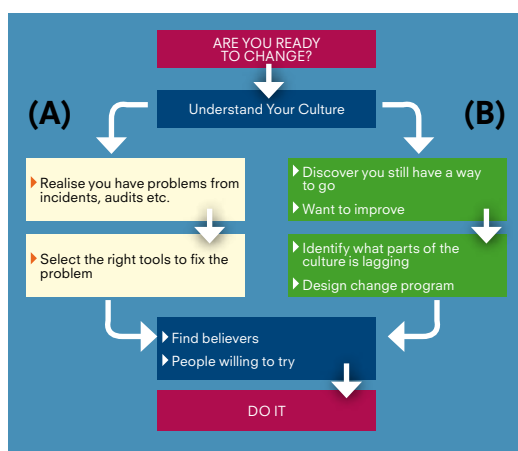 ARE YOU READY
TO CHANGE?
(A)
Understand Your Culture
(B)
Realise you have problems from
incidents, audits etc.
Select the right tools to fix the
problem
Discover you still have a way
to go
Want to improve
Identify what parts of the
culture is lagging
Design change program
Find believers
People willing to try
DO IT